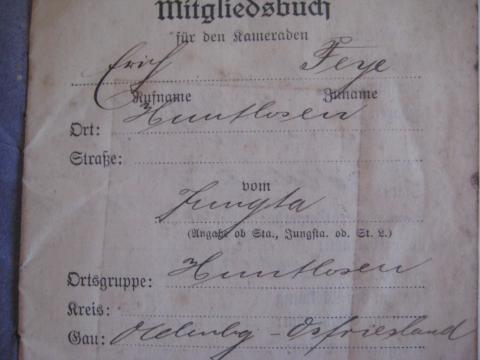 Mitgliedsbuch
für den Kameraden
Erich Feye
Rufname Zuname
Ort: Huntlosen
Straße:
vom
Jungsta
(Angabe ob Sta., Jungsta. od. St. L.)
Ortsgruppe: Huntlosen
Kreis:
Gau: Oldenbg - Osfriesland